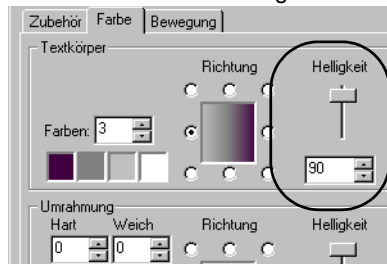 Zubehör Farbe Bewegung
Textkörper
Richtung Helligkeit
Farben: 3
90
Umrahmung
Hart Weich Richtung Helligkeit
0 0